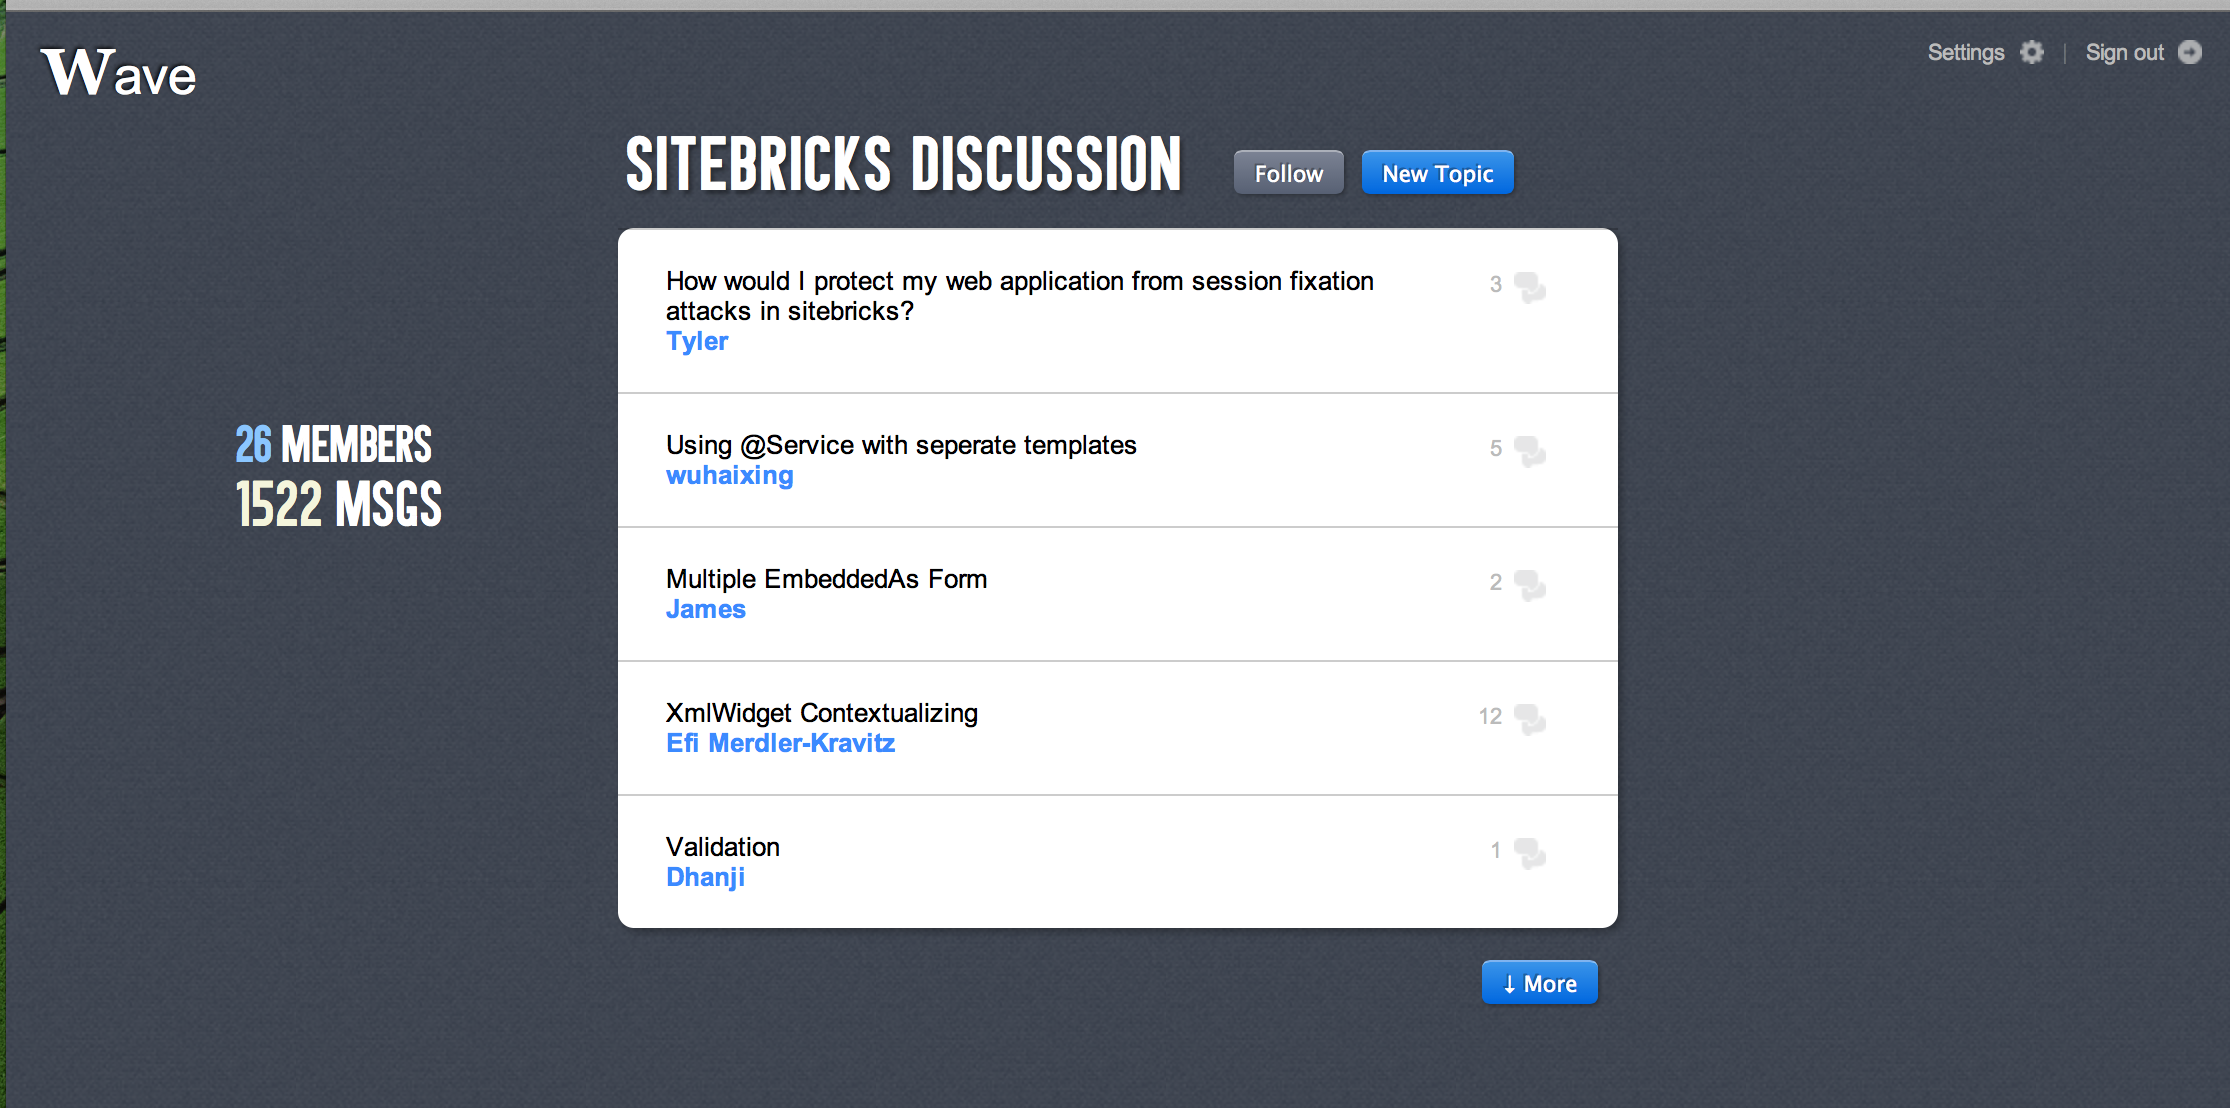 Wave
Settings | Sign out
SITEBRICKS DISCUSSION
Follow
New Topic
How would I protect my web application from session fixation
attacks in sitebricks?
Tyler
3
26 MEMBERS
1522 MSGS
Using @Service with seperate templates
wuhaixing
5
Multiple EmbeddedAs Form
James
2
XmlWidget Contextualizing
Efi Merdler-Kravitz
12
Validation
Dhanji
1
↓ More